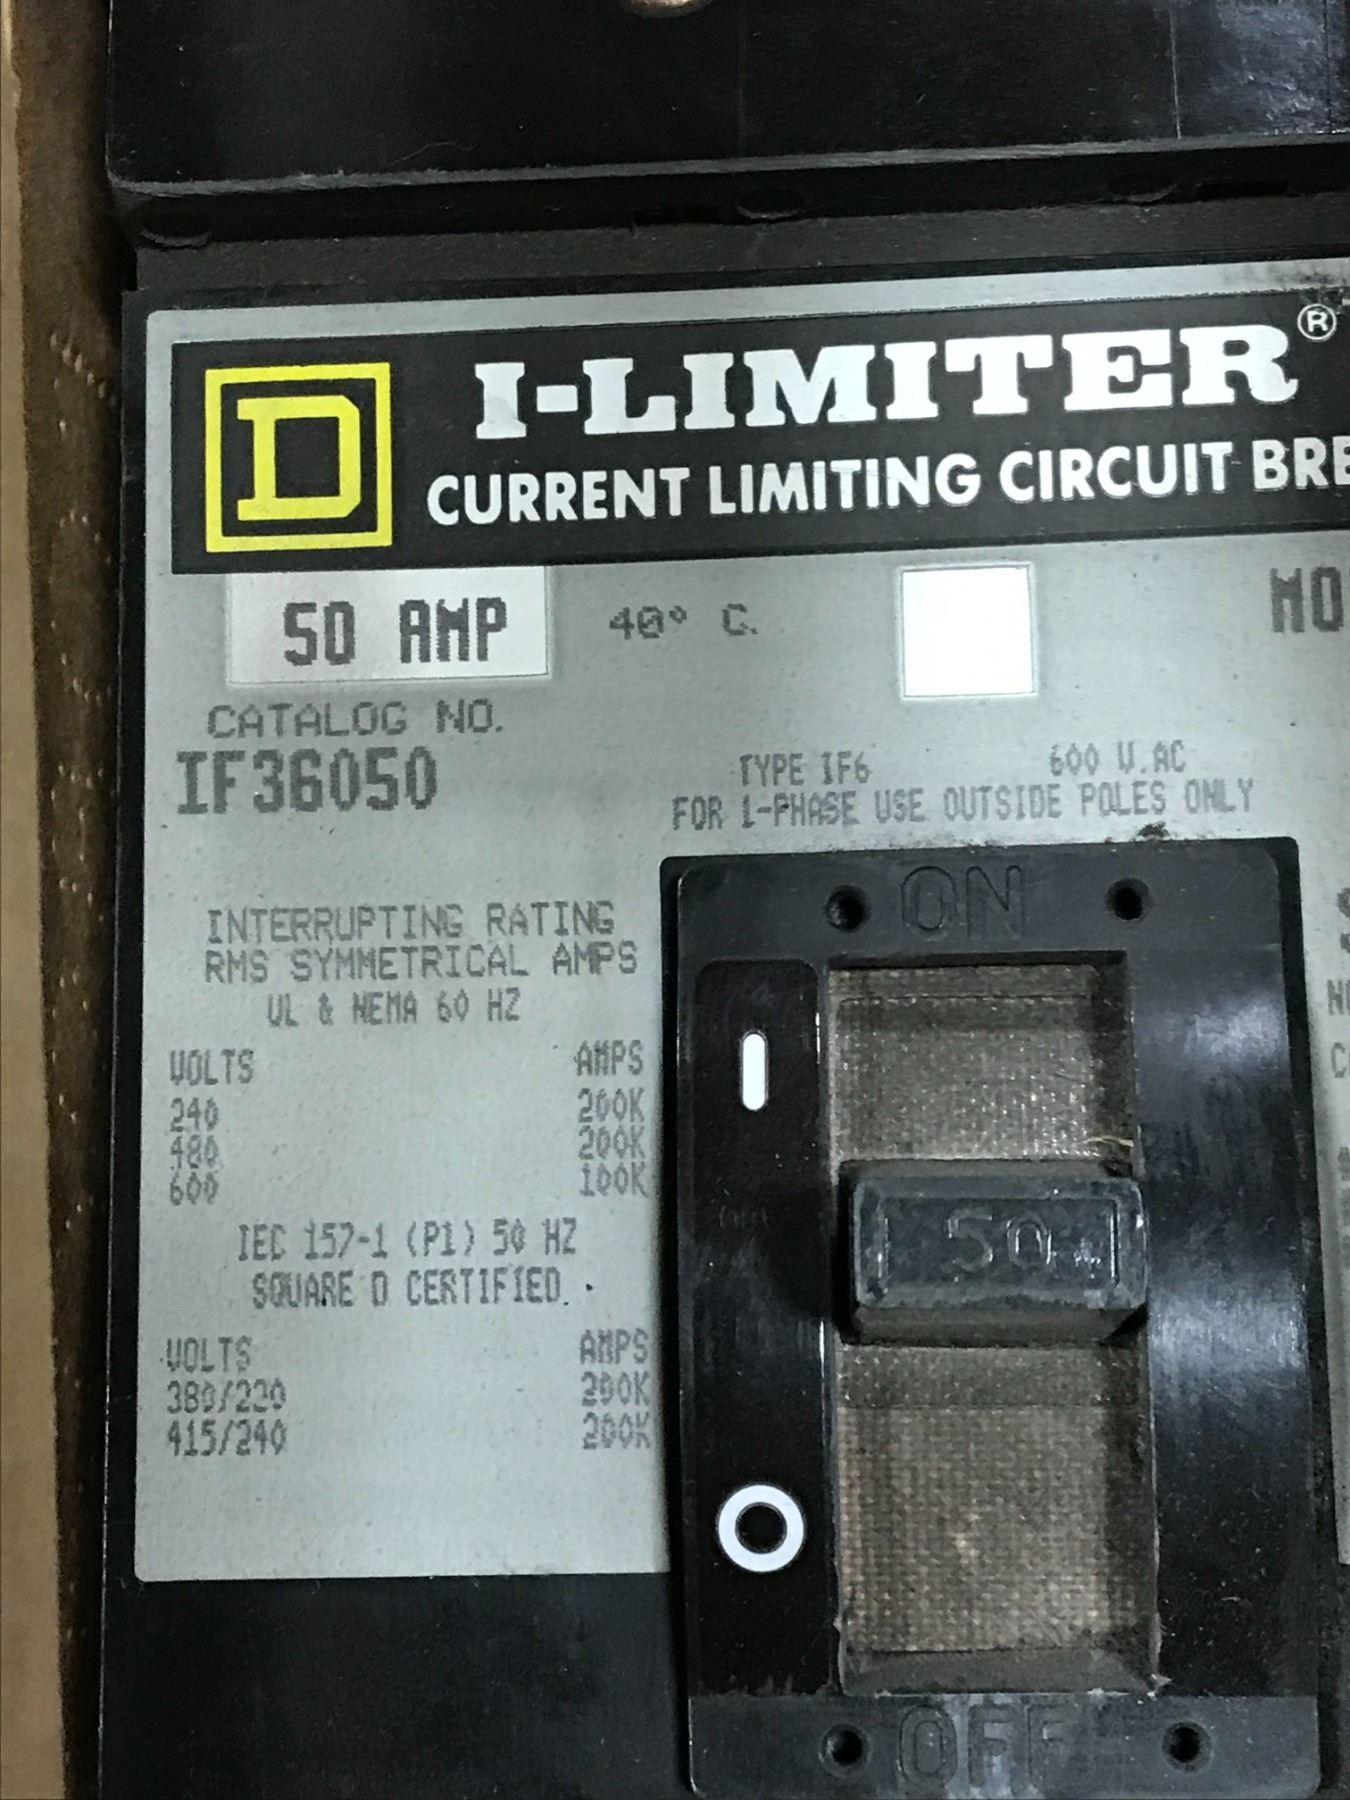 D
I-LIMITER®
CURRENT LIMITING CIRCUIT BRE
50 AMP 40° C. MO
CATALOG NO.
IF36050
TYPE IF6 600 V.AC
FOR 1-PHASE USE OUTSIDE POLES ONLY
ON
INTERRUPTING RATING
RMS SYMMETRICAL AMPS
UL & NEMA 60 HZ
VOLTS AMPS
240 200K
480 200K
600 100K
IEC 157-1 (P1) 50 HZ
SQUARE D CERTIFIED.
VOLTS AMPS
380/220 200K
415/240 200K
I
50
O
OFF